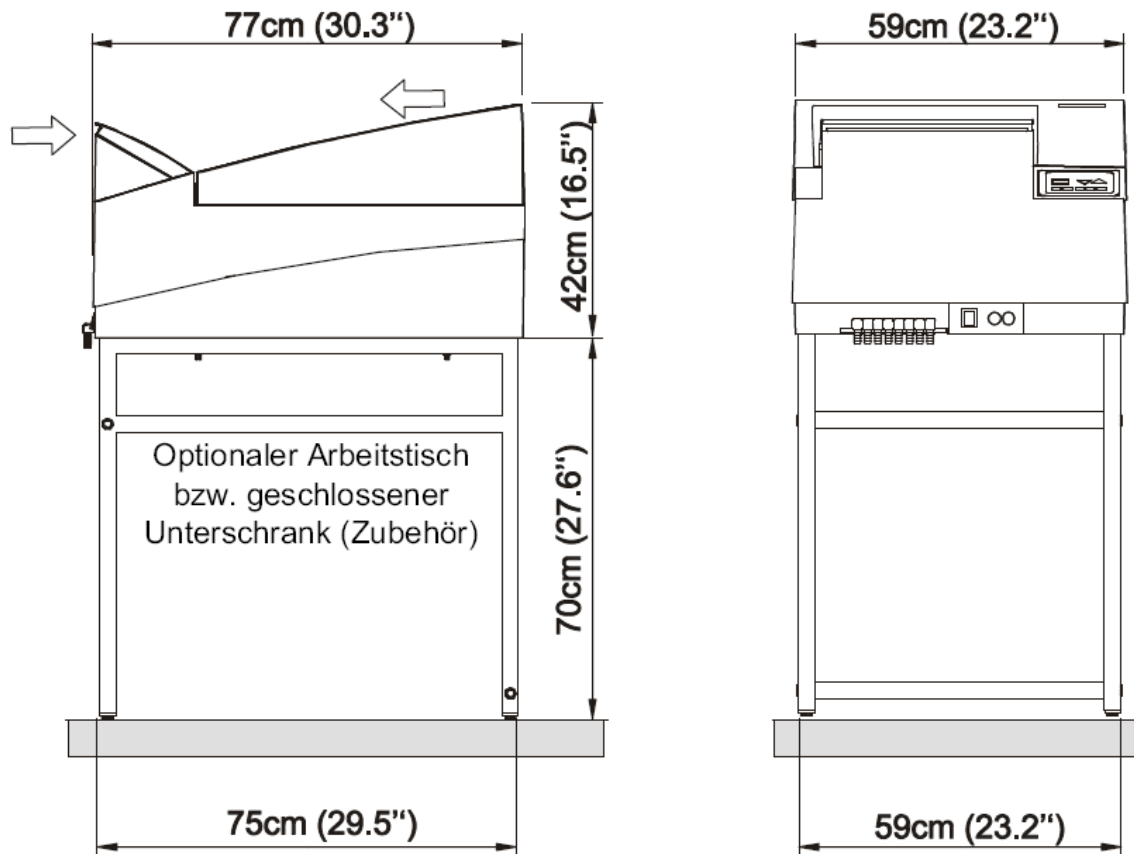 77cm (30.3“)
59cm (23.2“)
42cm (16.5“)
Optionaler Arbeitstisch
bzw. geschlossener
Unterschrank (Zubehör)
70cm (27.6“)
75cm (29.5“)
59cm (23.2“)